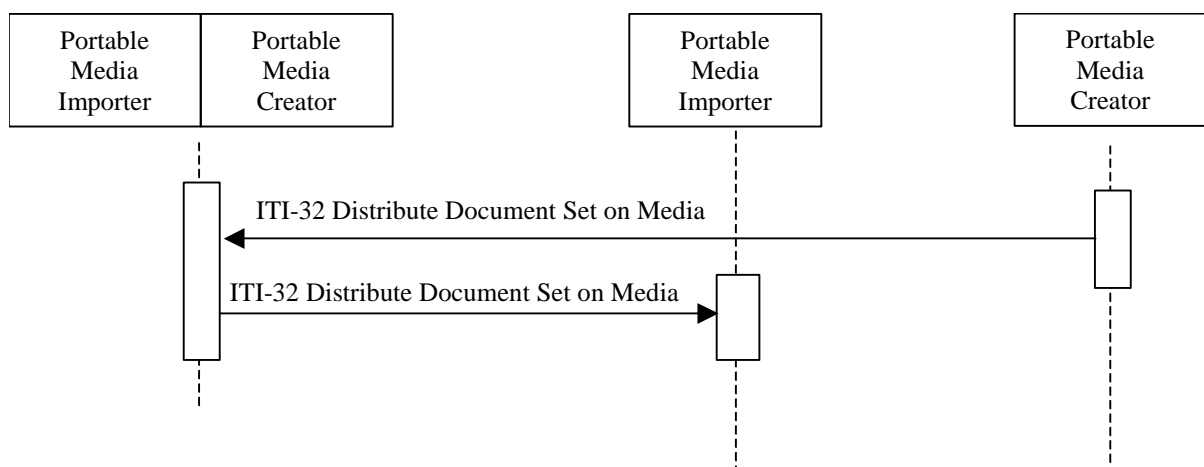 Portable
Media
Importer
Portable
Media
Creator
Portable
Media
Importer
Portable
Media
Creator
ITI-32 Distribute Document Set on Media
ITI-32 Distribute Document Set on Media